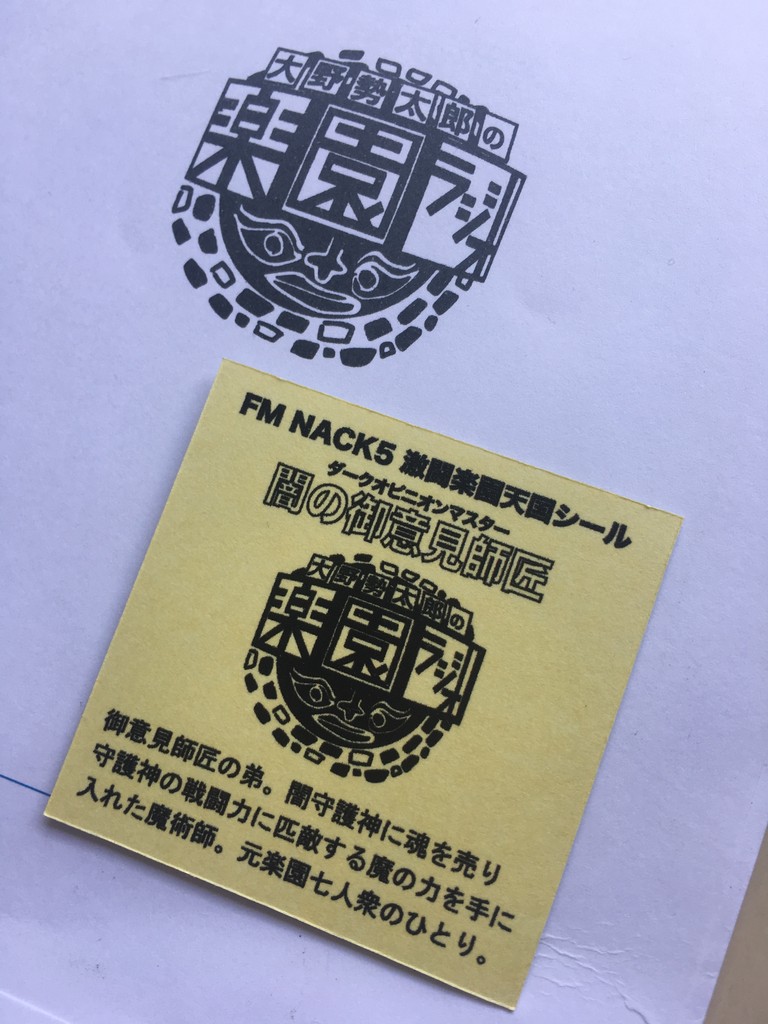 大野勢太郎の
楽園ラジオ
FM NACK5 激闘楽園天国シール
ダークオピニオンマスター
闇の御意見師匠
大野勢太郎の
楽園ラジオ
御意見師匠の弟。闇守護神に魂を売り
守護神の戦闘力に匹敵する魔の力を手に
入れた魔術師。元楽園七人衆のひとり。